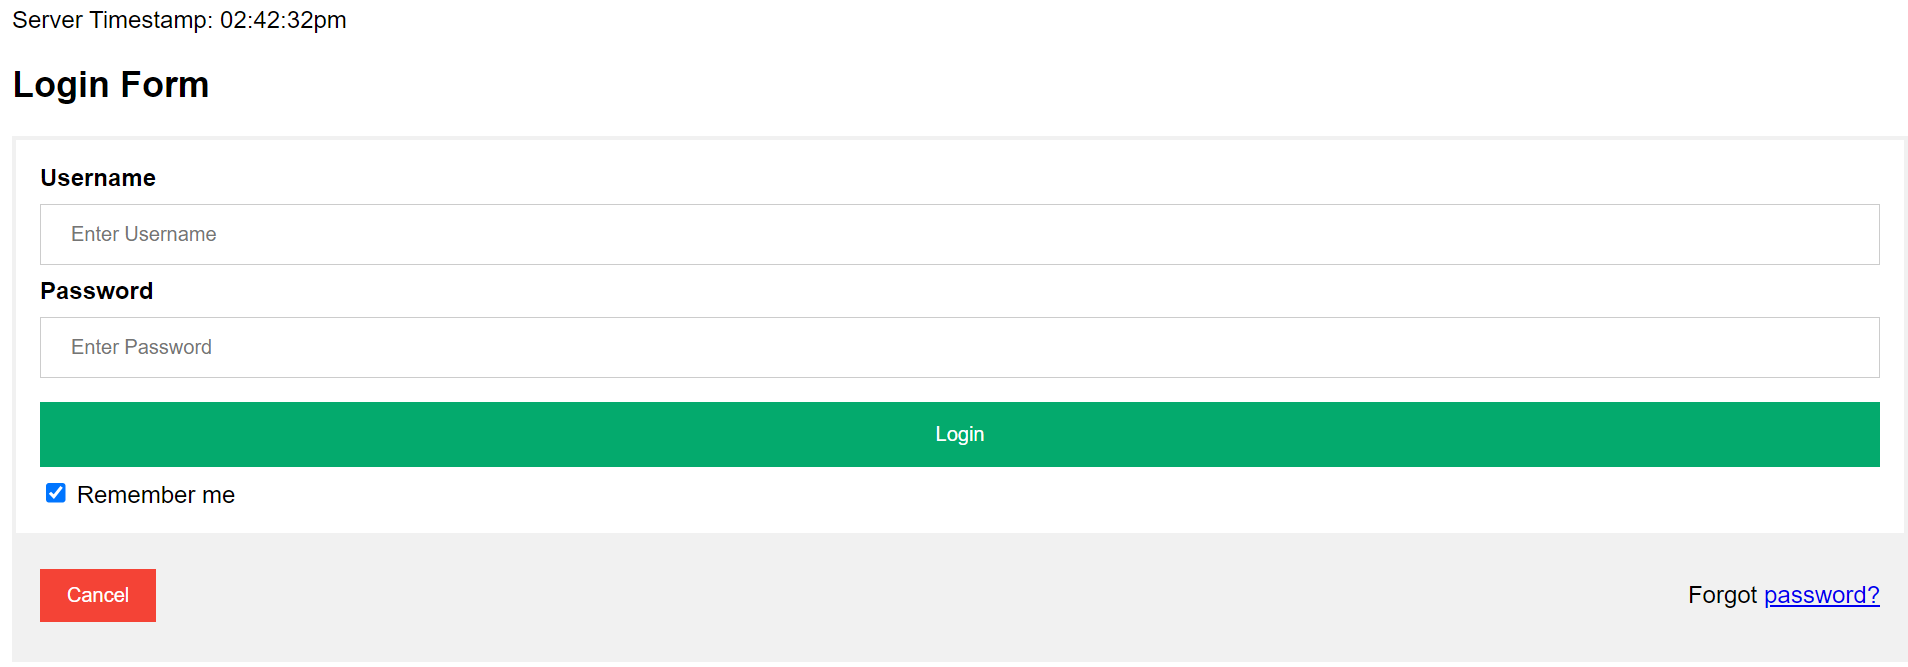 Server Timestamp: 02:42:32pm
Login Form
Username
Enter Username
Password
Enter Password
Login
Remember me
Cancel
Forgot password?